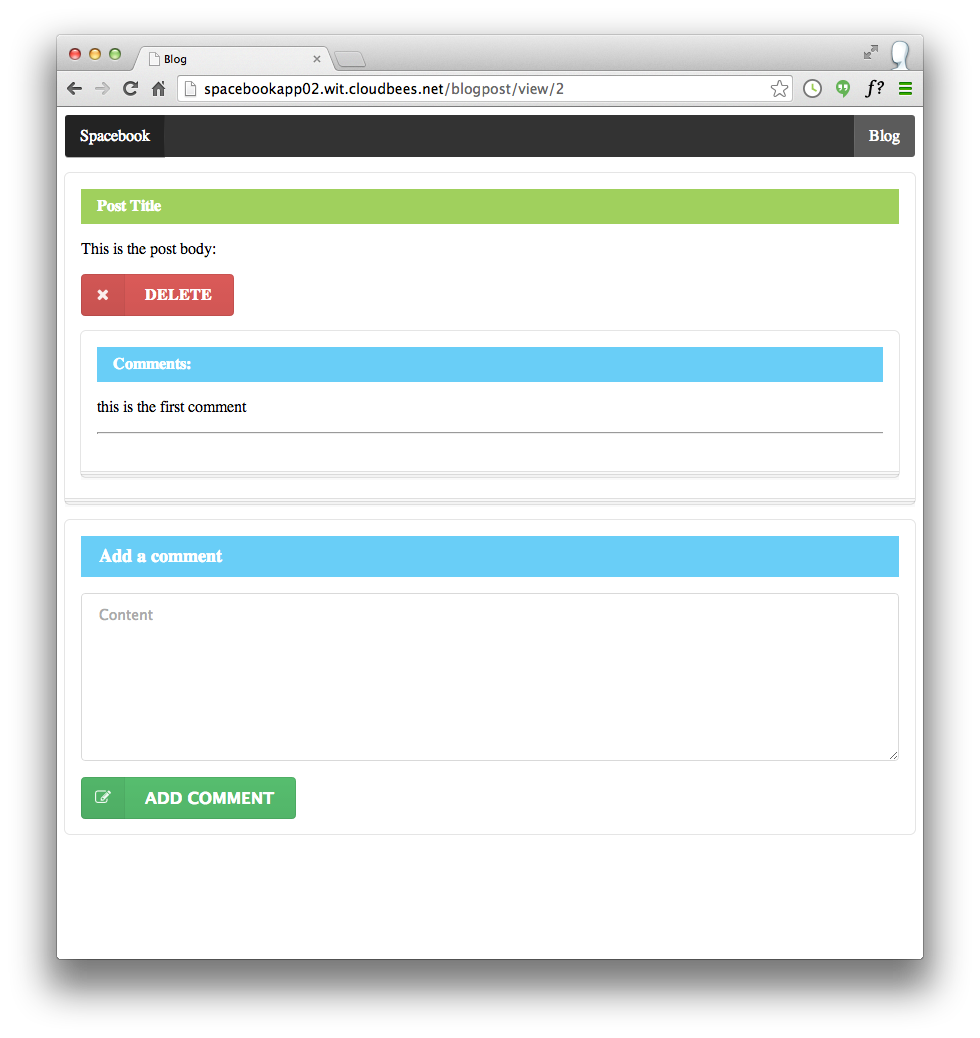 Blog
spacebookapp02.wit.cloudbees.net/blogpost/view/2
f?
Spacebook
Blog
Post Title
This is the post body:
DELETE
Comments:
this is the first comment
Add a comment
Content
ADD COMMENT